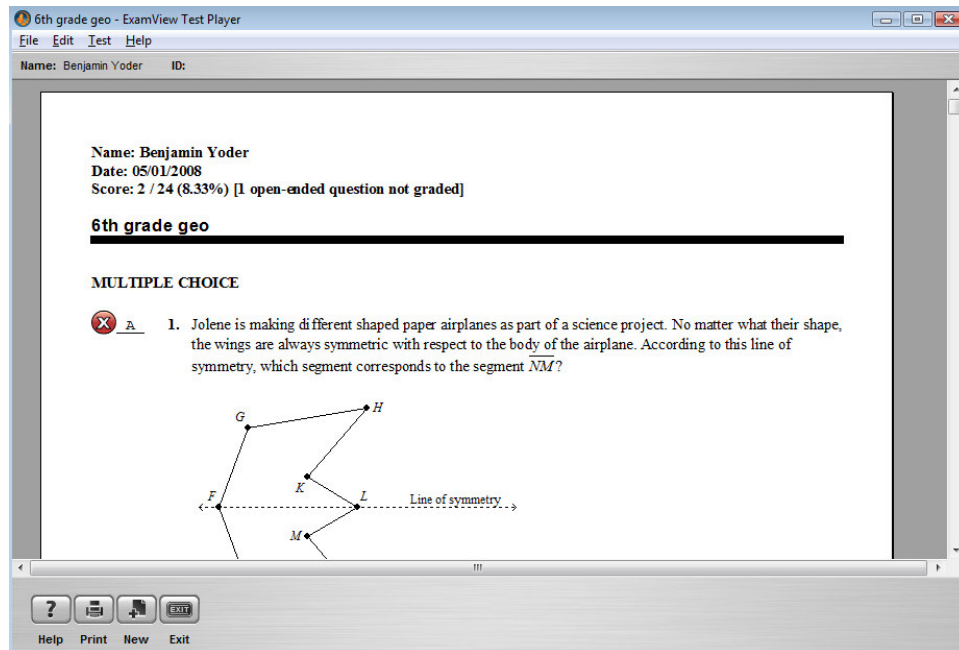 6th grade geo - ExamView Test Player
File Edit Test Help
Name: Benjamin Yoder ID:
Name: Benjamin Yoder
Date: 05/01/2008
Score: 2 / 24 (8.33%) [1 open-ended question not graded]
6th grade geo
MULTIPLE CHOICE
A 1. Jolene is making different shaped paper airplanes as part of a science project. No matter what their shape,
the wings are always symmetric with respect to the body of the airplane. According to this line of
symmetry, which segment corresponds to the segment NM?
H
G
K
F L Line of symmetry
M
? EXIT
Help Print New Exit